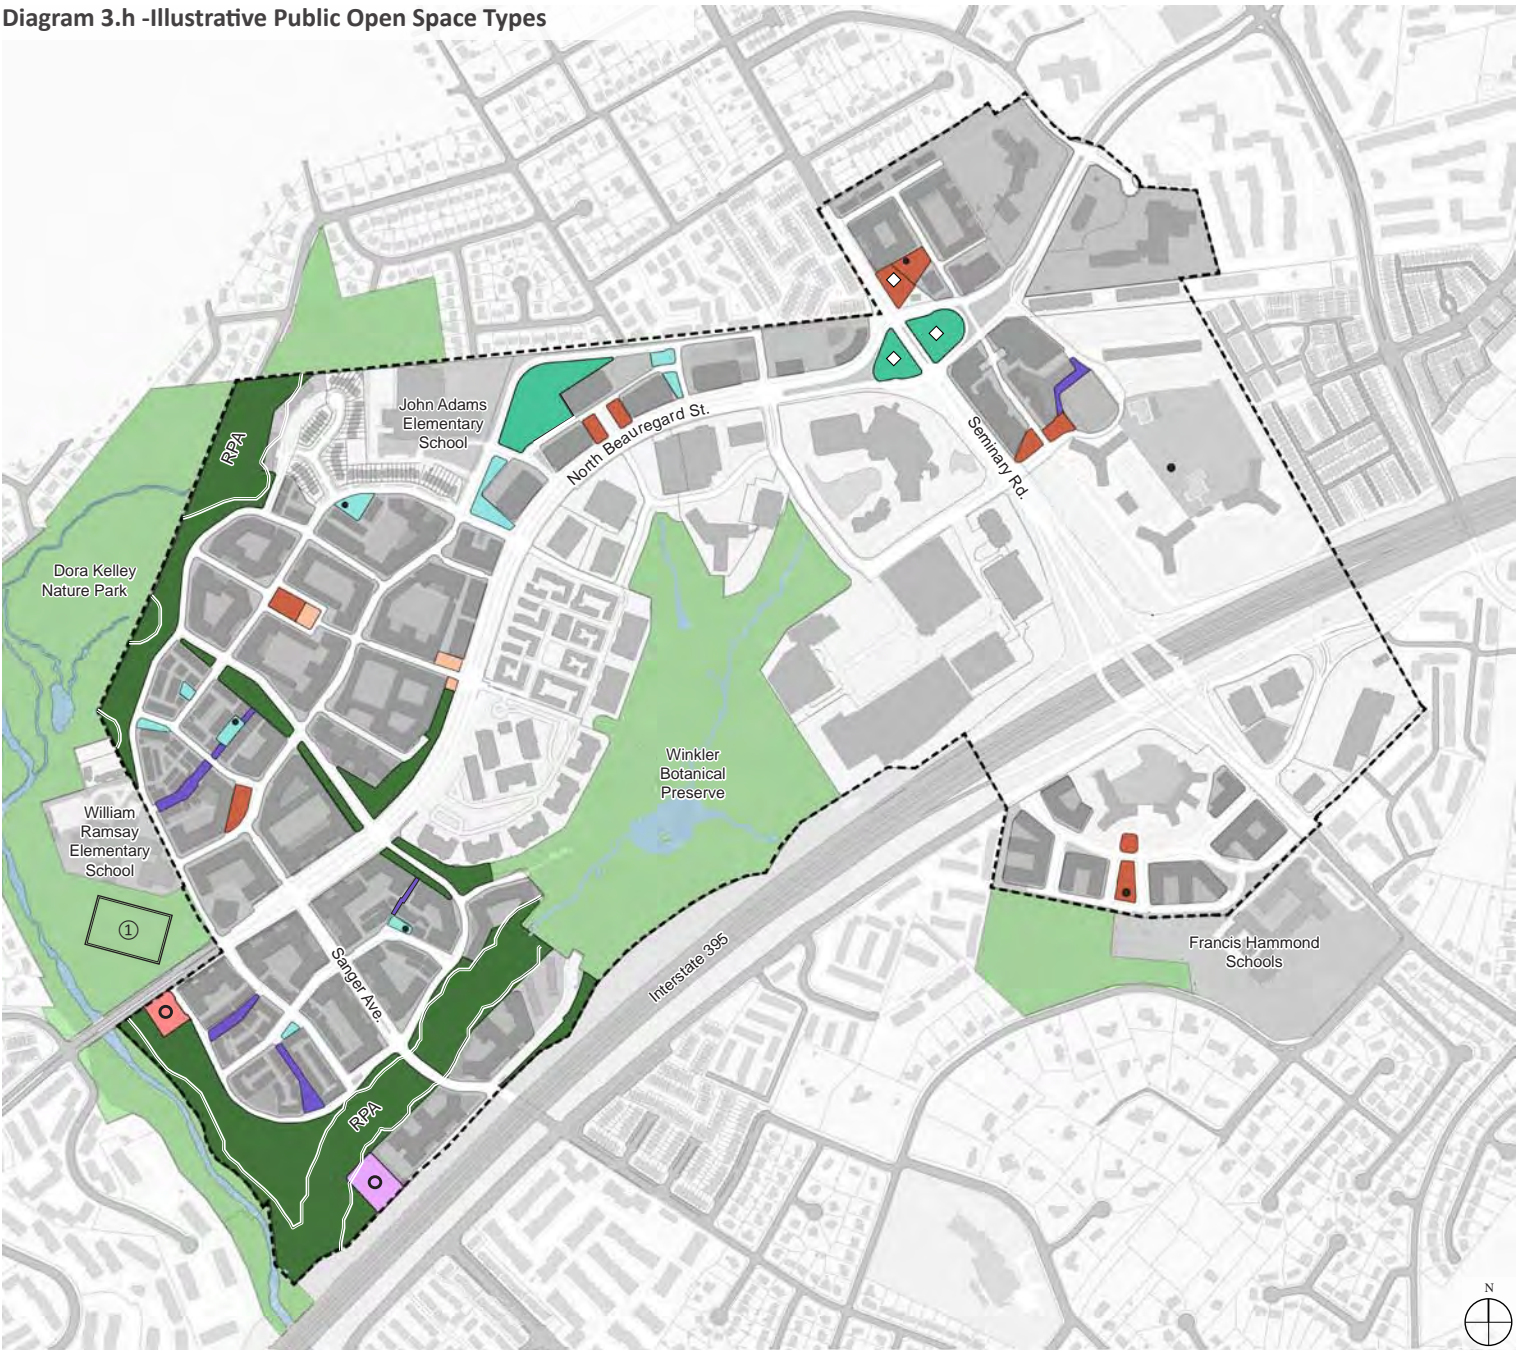 Diagram 3.h -Illustrative Public Open Space Types
John Adams
Elementary
School
RPA
North Beauregard St.
Seminary Rd.
Dora Kelley
Nature Park
Winkler
Botanical
Preserve
William
Ramsay
Elementary
School
1
Sanger Ave.
Interstate 395
Francis Hammond
Schools
RPA
N